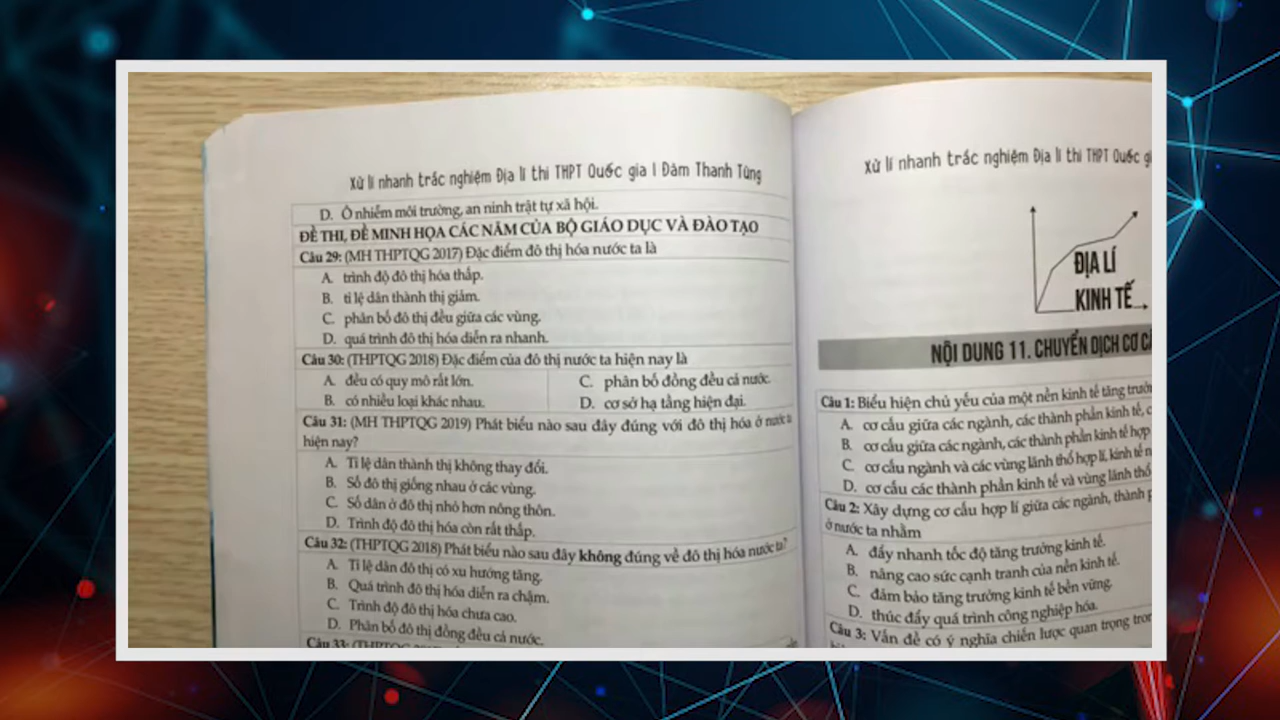 Xử lí nhanh trắc nghiệm Địa lí thi THPT Quốc gia I Đàm Thanh Tùng
D. Ô nhiễm môi trường, an ninh trật tự xã hội.
ĐỀ THI, ĐỀ MINH HỌA CÁC NĂM CỦA BỘ GIÁO DỤC VÀ ĐÀO TẠO
Câu 29: (MH THPTQG 2017) Đặc điểm đô thị hóa nước ta là
A. trình độ đô thị hóa thấp.
B. tỉ lệ dân thành thị giảm.
C. phân bố đô thị đều giữa các vùng.
D. quá trình đô thị hóa diễn ra nhanh.
Câu 30: (THPTQG 2018) Đặc điểm của đô thị nước ta hiện nay là
A. đều có quy mô rất lớn.
C. phân bố đồng đều cả nước.
B. có nhiều loại khác nhau.
D. cơ sở hạ tầng hiện đại.
Câu 31: (MH THPTQG 2019) Phát biểu nào sau đây đúng với đô thị hóa ở nước ta
hiện nay?
A. Tỉ lệ dân thành thị không thay đổi.
B. Số đô thị giống nhau ở các vùng.
C. Số dân ở đô thị nhỏ hơn nông thôn.
D. Trình độ đô thị hóa còn rất thấp.
Câu 32: (THPTQG 2018) Phát biểu nào sau đây không đúng về đô thị hóa nước ta?
A. Tỉ lệ dân đô thị có xu hướng tăng.
B. Quá trình đô thị hóa diễn ra chậm.
C. Trình độ đô thị hóa chưa cao.
D. Phân bố đô thị đồng đều cả nước.
Câu 33: (THPTQG
Xử lí nhanh trắc nghiệm Địa lí thi THPT Quốc
ĐỊA LÍ
KINH TẾ
NỘI DUNG 11. CHUYỂN DỊCH CƠ
Câu 1: Biểu hiện chủ yếu của một nền kinh tế tăng trưởng
A. cơ cấu giữa các ngành, các thành phần kinh tế,
B. cơ cấu giữa các ngành, các thành phần kinh tế hợp
C. cơ cấu ngành và các vùng lãnh thổ hợp lí, kinh tế
D. cơ cấu các thành phần kinh tế và vùng lãnh thổ
Câu 2: Xây dựng cơ cấu hợp lí giữa các ngành, thành
ở nước ta nhằm
A. đẩy nhanh tốc độ tăng trưởng kinh tế.
B. nâng cao sức cạnh tranh của nền kinh tế.
C. đảm bảo tăng trưởng kinh tế bền vững.
D. thúc đẩy quá trình công nghiệp hóa.
Câu 3: Vấn đề có ý nghĩa chiến lược quan trọng